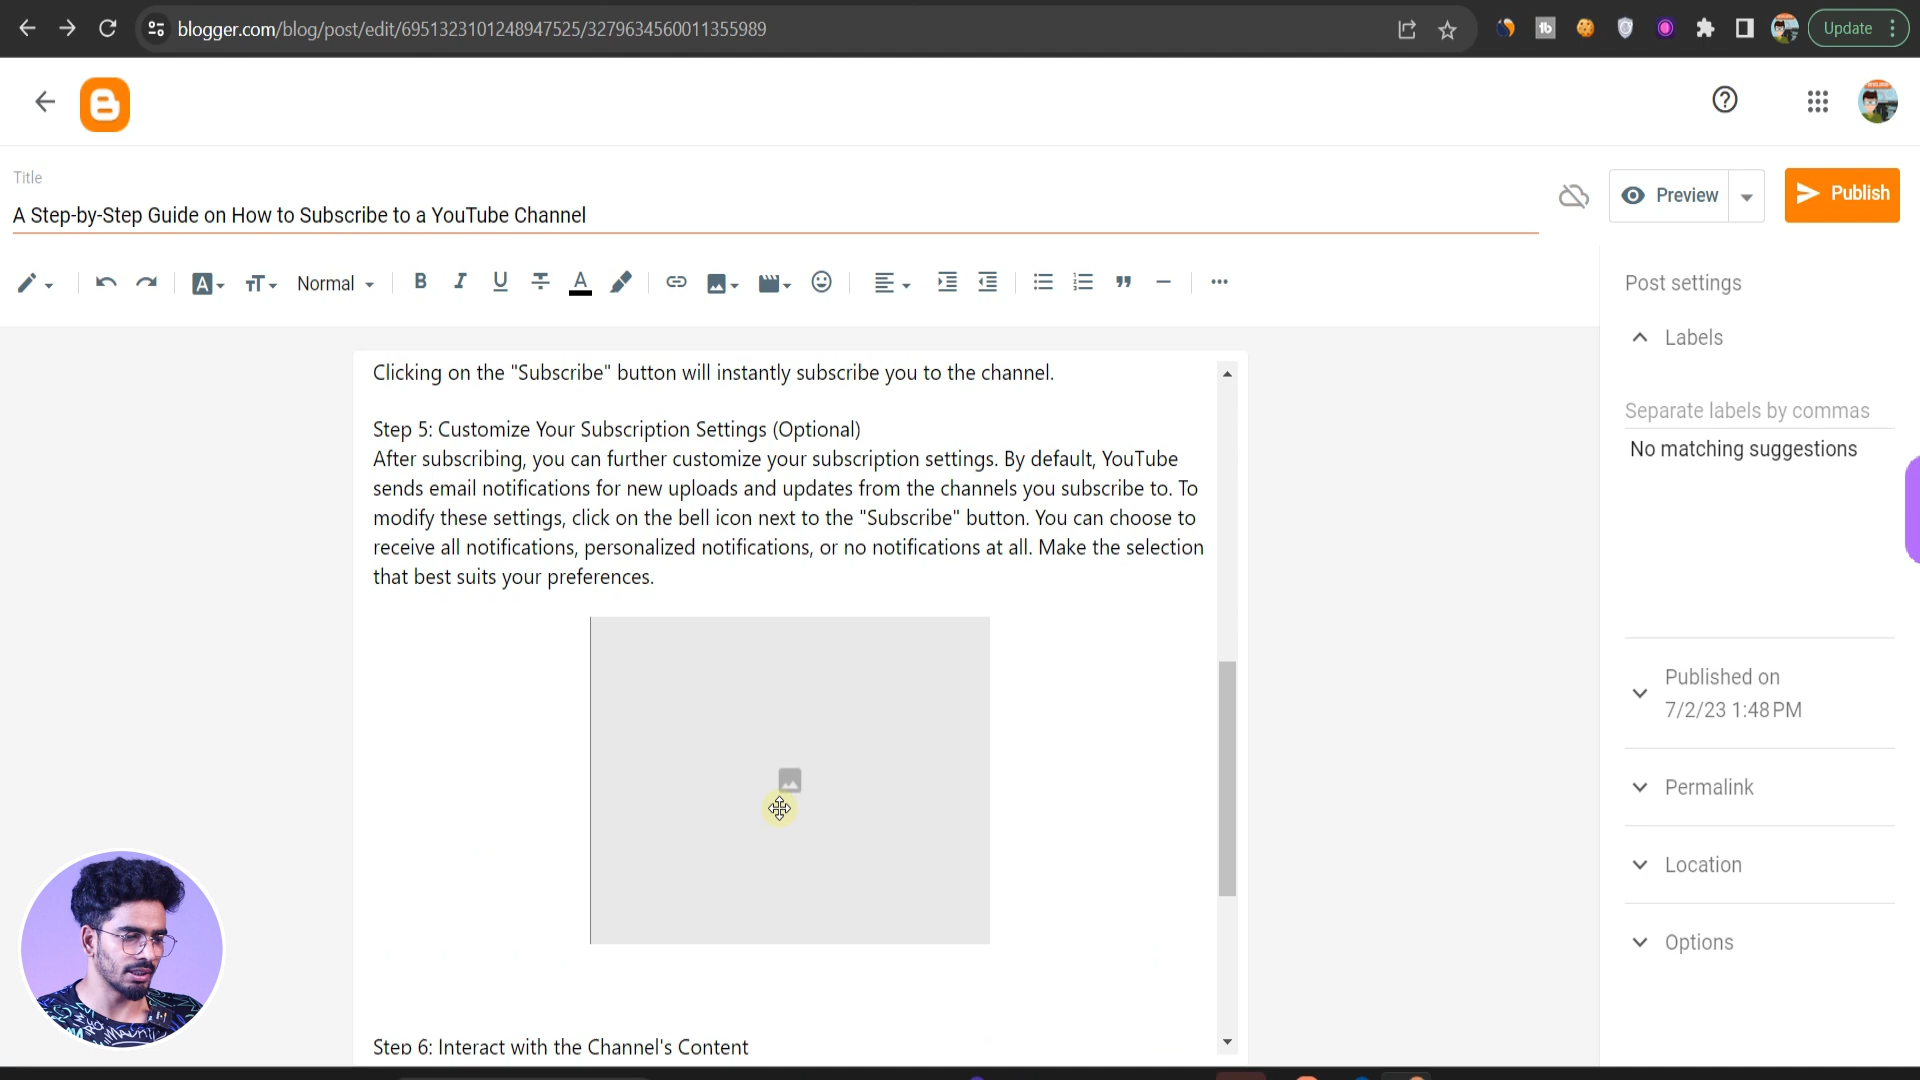 blogger.com/blog/post/edit/6951323101248947525/3279634560011355989
Update
Title
A Step-by-Step Guide on How to Subscribe to a YouTube Channel
Preview
Publish
Normal
Post settings
Labels
Separate labels by commas
No matching suggestions
Published on
7/2/23 1:48 PM
Permalink
Location
Options
Clicking on the "Subscribe" button will instantly subscribe you to the channel.
Step 5: Customize Your Subscription Settings (Optional)
After subscribing, you can further customize your subscription settings. By default, YouTube
sends email notifications for new uploads and updates from the channels you subscribe to. To
modify these settings, click on the bell icon next to the "Subscribe" button. You can choose to
receive all notifications, personalized notifications, or no notifications at all. Make the selection
that best suits your preferences.
Step 6: Interact with the Channel's Content